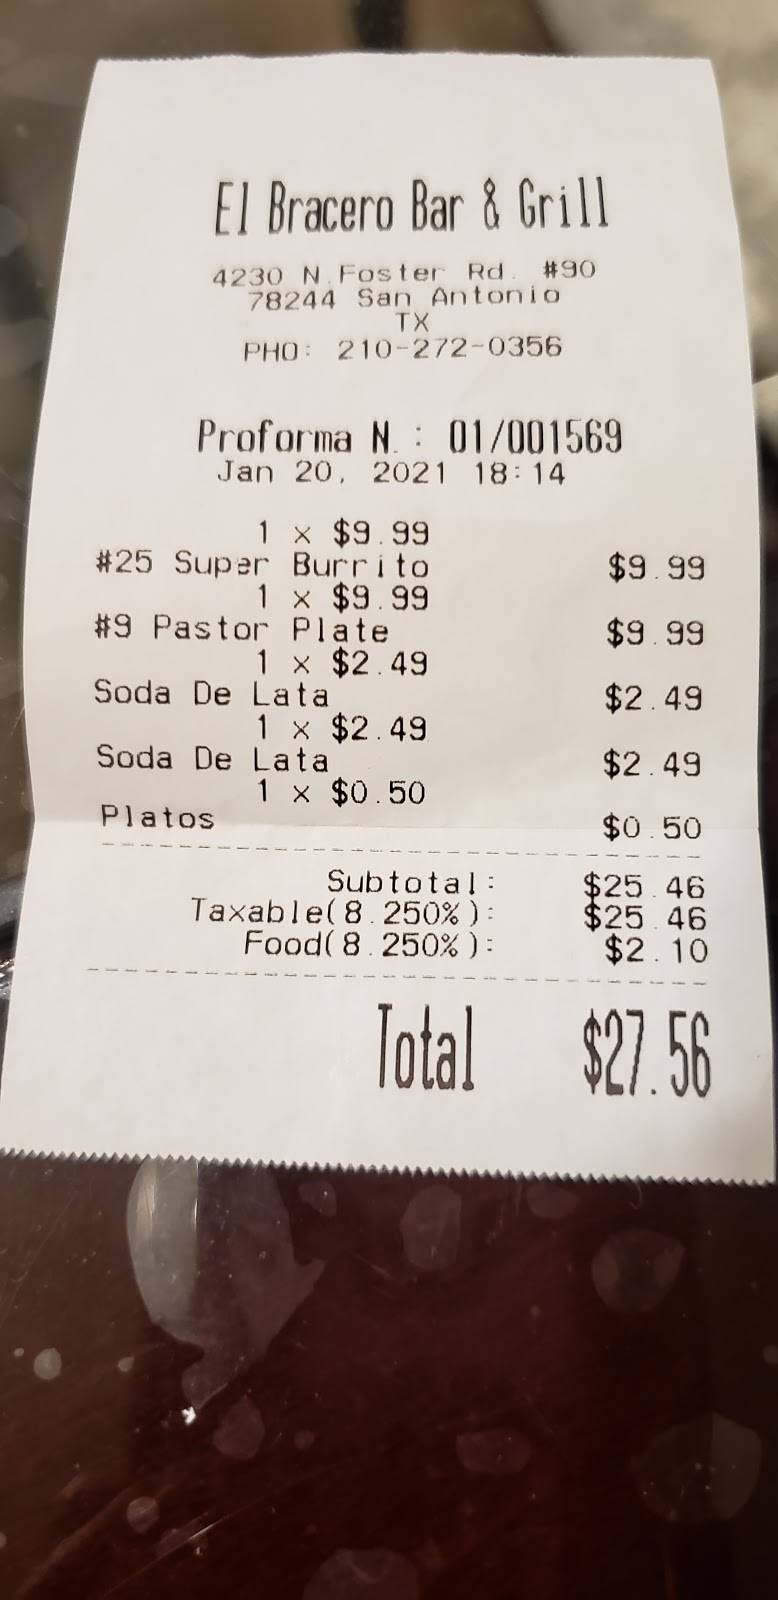 El Bracero Bar & Grill
4230 N.Foster Rd. #90
78244 San Antonio
TX
PHO: 210-272-0356
Proforma N.: 01/001569
Jan 20, 2021 18:14
1 x $9.99
#25 Super Burrito $9.99
1 x $9.99
#9 Pastor Plate $9.99
1 x $2.49
Soda De Lata $2.49
1 x $2.49
Soda De Lata $2.49
1 x $0.50
Platos $0.50
Subtotal: $25.46
Taxable(8.250%): $25.46
Food(8.250%): $2.10
Total $27.56